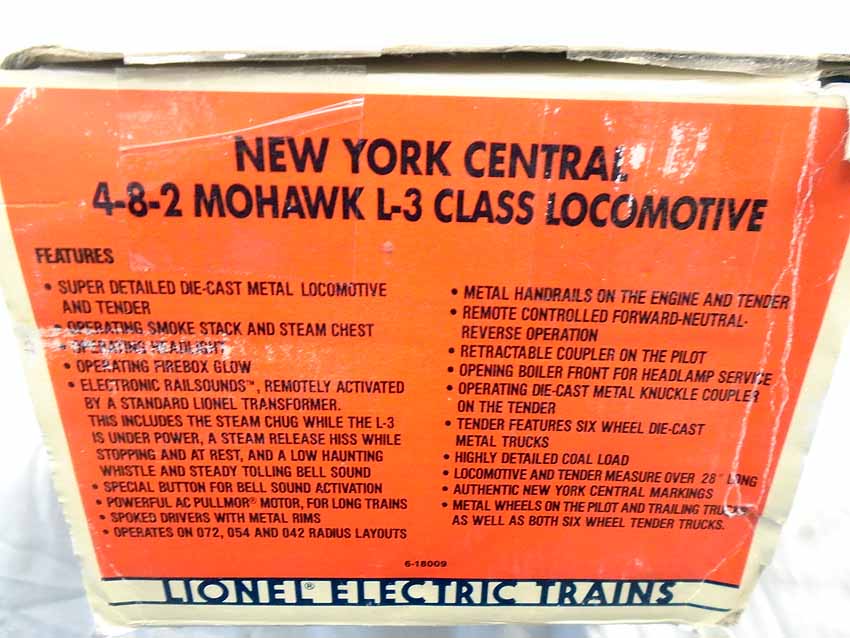 NEW YORK CENTRAL
4-8-2 MOHAWK L-3 CLASS LOCOMOTIVE
FEATURES
• SUPER DETAILED DIE-CAST METAL LOCOMOTIVE
AND TENDER
• OPERATING SMOKE STACK AND STEAM CHEST
• OPERATING HEADLIGHT
• OPERATING FIREBOX GLOW
• ELECTRONIC RAILSOUNDS™, REMOTELY ACTIVATED
BY A STANDARD LIONEL TRANSFORMER.
THIS INCLUDES THE STEAM CHUG WHILE THE L-3
IS UNDER POWER, A STEAM RELEASE HISS WHILE
STOPPING AND AT REST, AND A LOW HAUNTING
WHISTLE AND STEADY TOLLING BELL SOUND
• SPECIAL BUTTON FOR BELL SOUND ACTIVATION
• POWERFUL AC PULLMOR® MOTOR, FOR LONG TRAINS
• SPOKED DRIVERS WITH METAL RIMS
• OPERATES ON 072, 054 AND 042 RADIUS LAYOUTS
• METAL HANDRAILS ON THE ENGINE AND TENDER
• REMOTE CONTROLLED FORWARD-NEUTRAL-
REVERSE OPERATION
• RETRACTABLE COUPLER ON THE PILOT
• OPENING BOILER FRONT FOR HEADLAMP SERVICE
• OPERATING DIE-CAST METAL KNUCKLE COUPLER
ON THE TENDER
• TENDER FEATURES SIX WHEEL DIE-CAST
METAL TRUCKS
• HIGHLY DETAILED COAL LOAD
• LOCOMOTIVE AND TENDER MEASURE OVER 28" LONG
• AUTHENTIC NEW YORK CENTRAL MARKINGS
• METAL WHEELS ON THE PILOT AND TRAILING TRUCKS
AS WELL AS BOTH SIX WHEEL TENDER TRUCKS.
6-18009
LIONEL® ELECTRIC TRAINS